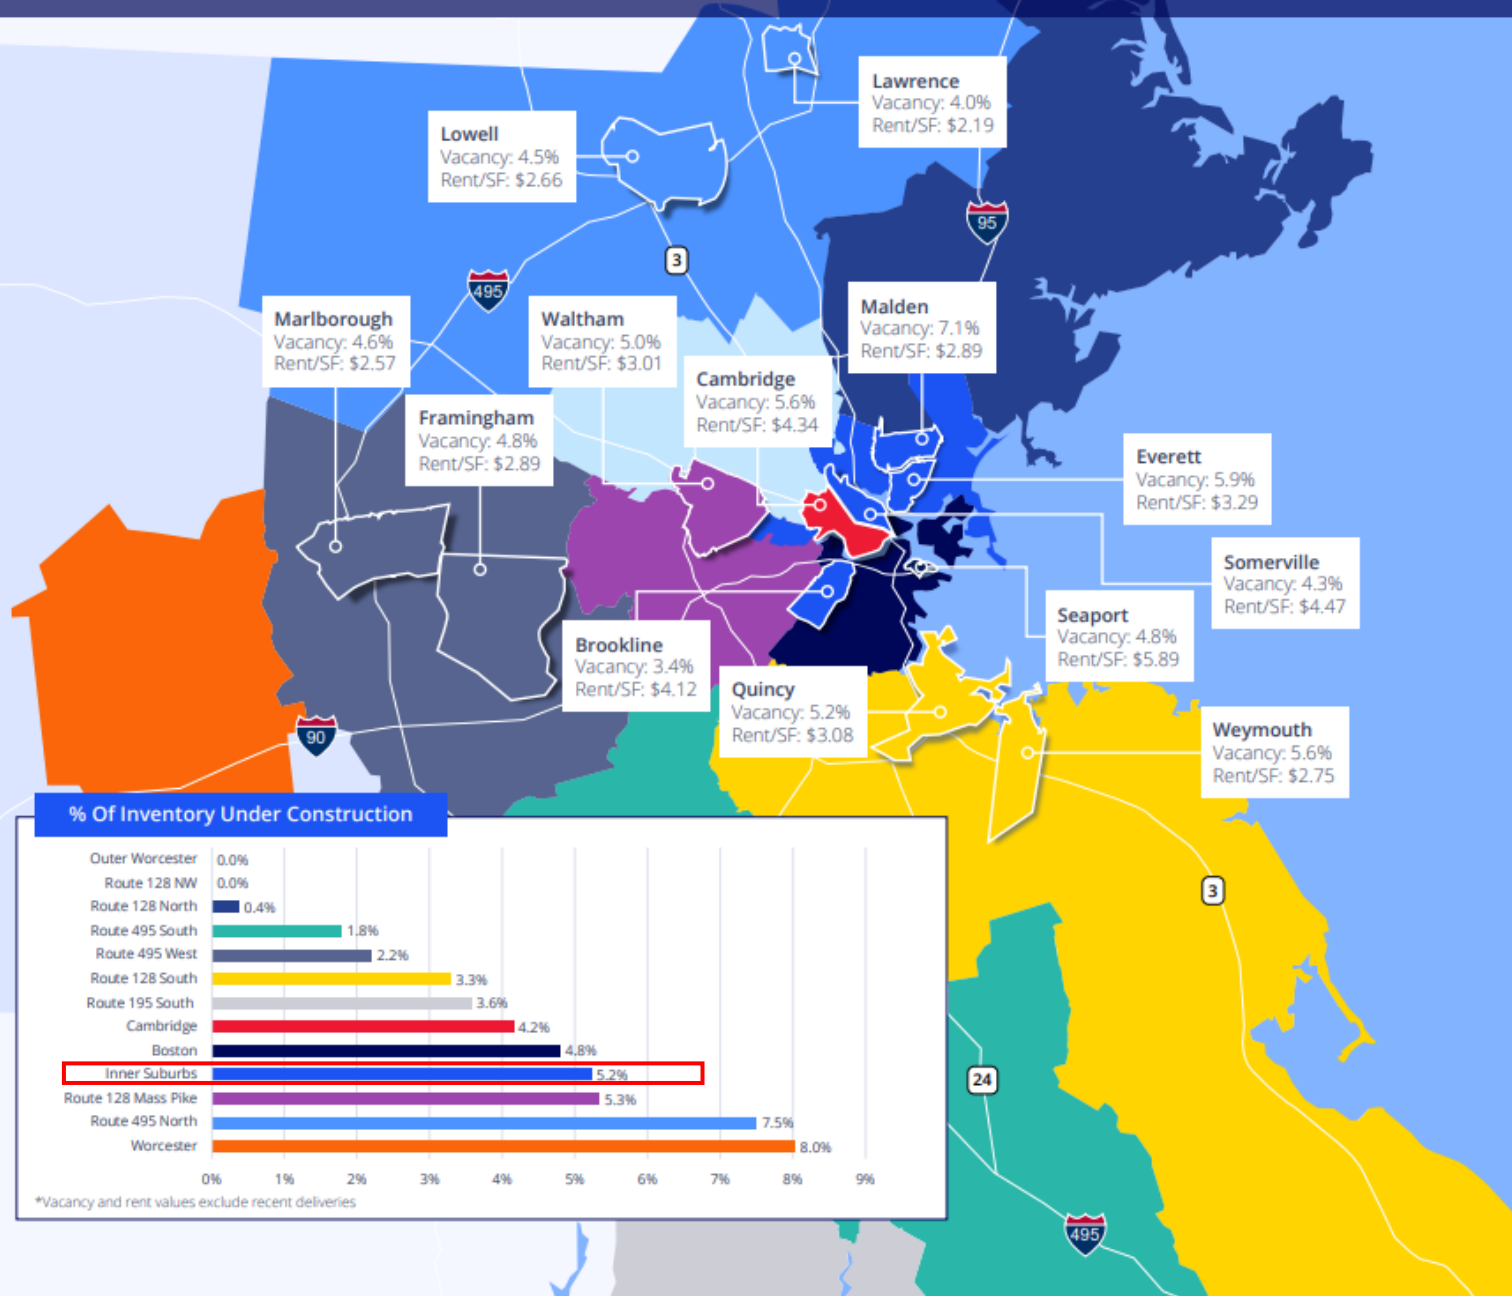 Lawrence
Vacancy: 4.0%
Rent/SF: $2.19
Lowell
Vacancy: 4.5%
Rent/SF: $2.66
95
3
495
Marlborough
Vacancy: 4.6%
Rent/SF: $2.57
Waltham
Vacancy: 5.0%
Rent/SF: $3.01
Malden
Vacancy: 7.1%
Rent/SF: $2.89
Cambridge
Vacancy: 5.6%
Rent/SF: $4.34
Framingham
Vacancy: 4.8%
Rent/SF: $2.89
Everett
Vacancy: 5.9%
Rent/SF: $3.29
Somerville
Vacancy: 4.3%
Rent/SF: $4.47
Seaport
Vacancy: 4.8%
Rent/SF: $5.89
Brookline
Vacancy: 3.4%
Rent/SF: $4.12
Quincy
Vacancy: 5.2%
Rent/SF: $3.08
Weymouth
Vacancy: 5.6%
Rent/SF: $2.75
90
3
24
495
% Of Inventory Under Construction
Outer Worcester 0.0%
Route 128 NW 0.0%
Route 128 North 0.4%
Route 495 South 1.8%
Route 495 West 2.2%
Route 128 South 3.3%
Route 195 South 3.6%
Cambridge 4.2%
Boston 4.8%
Inner Suburbs 5.2%
Route 128 Mass Pike 5.3%
Route 495 North 7.5%
Worcester 8.0%
0% 1% 2% 3% 4% 5% 6% 7% 8% 9%
*Vacancy and rent values exclude recent deliveries